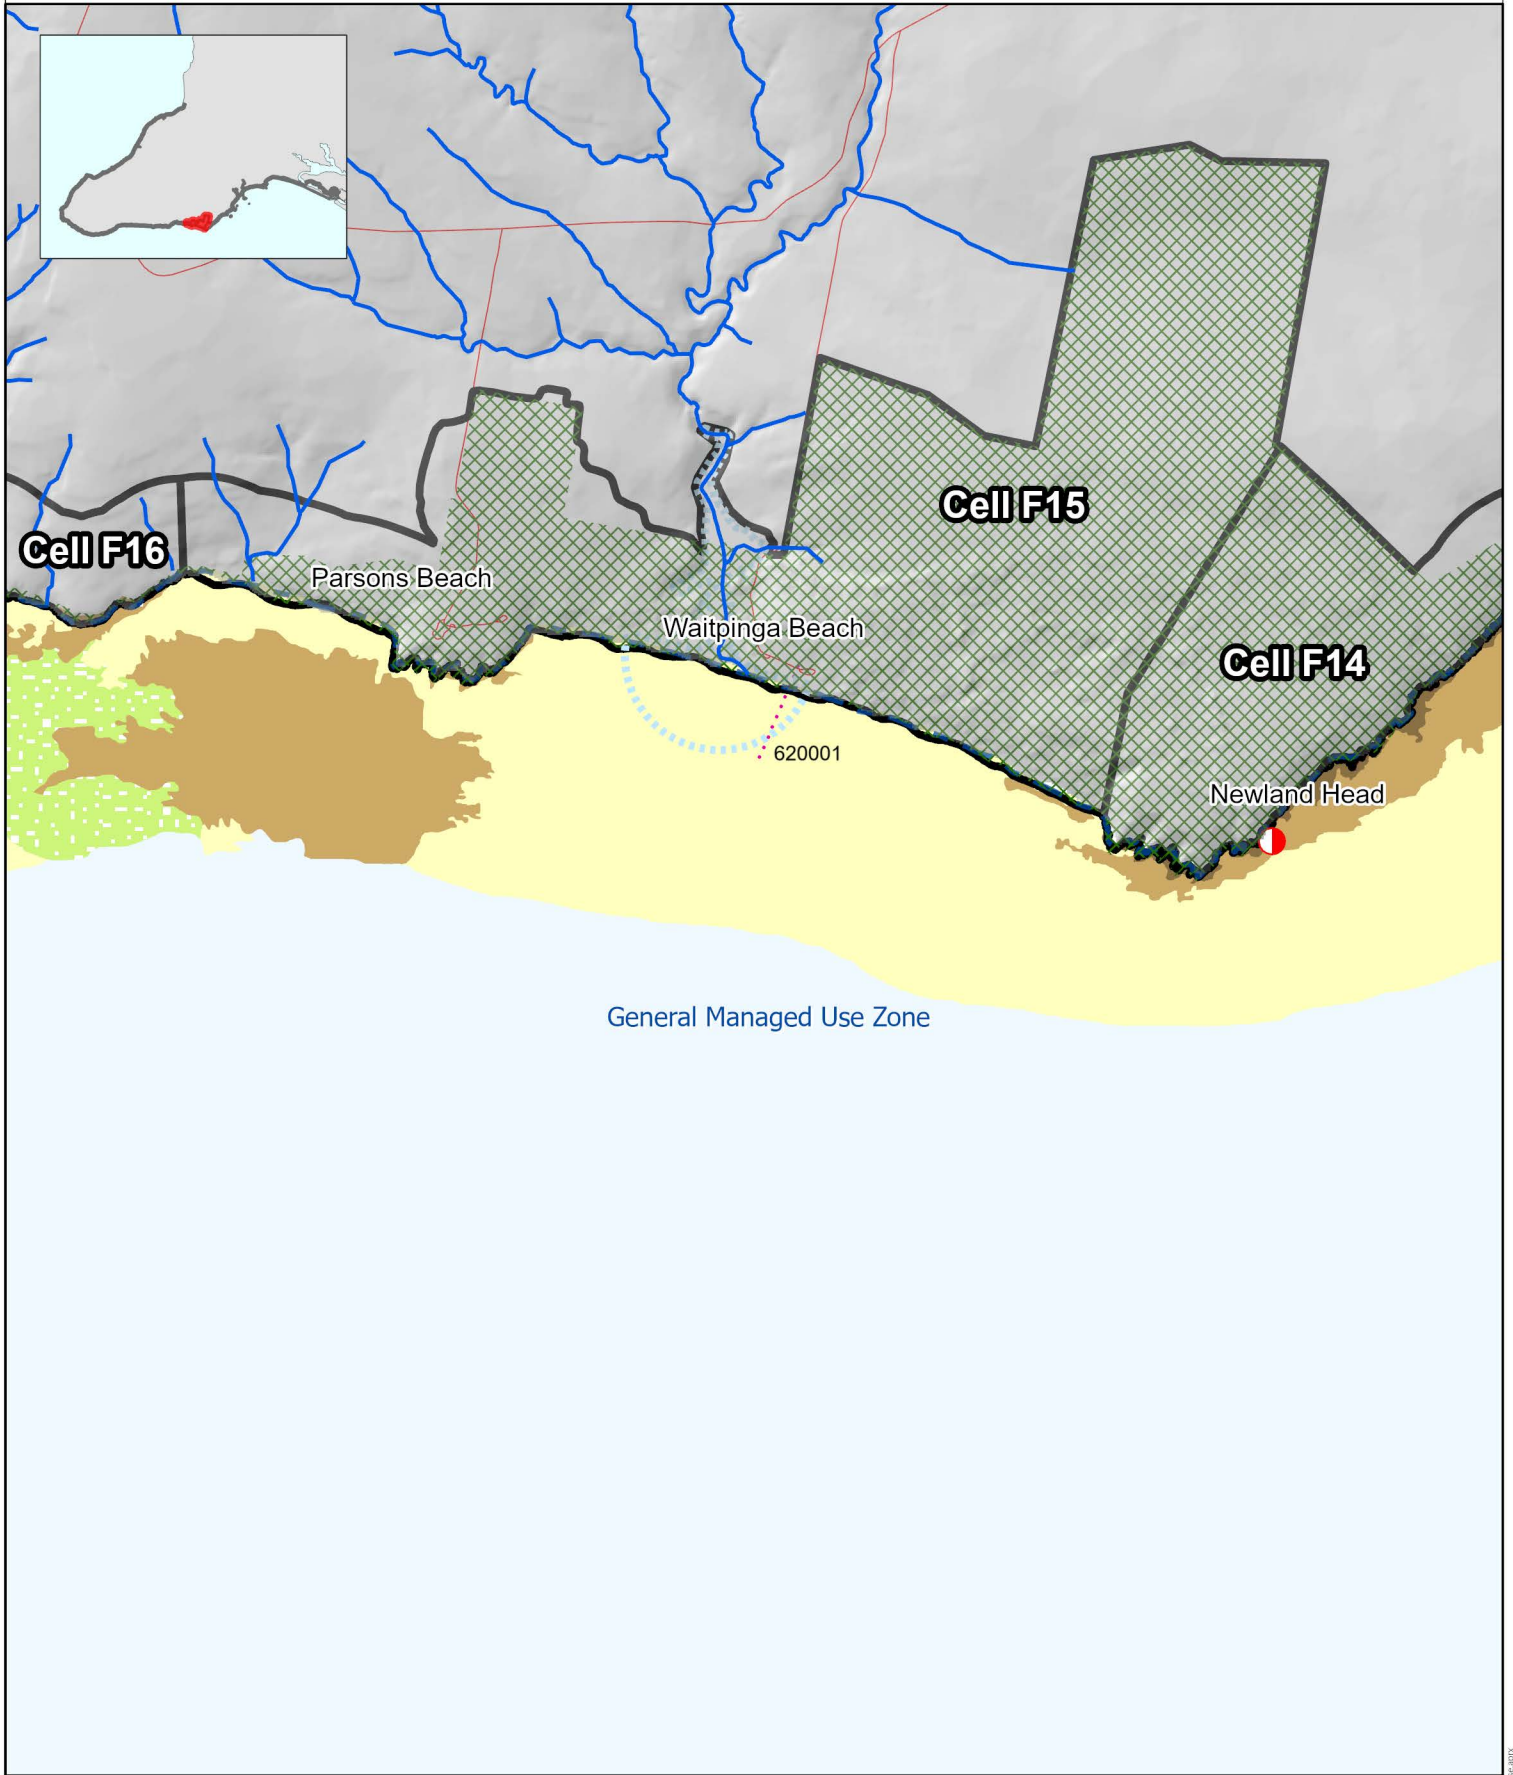 Cell F15
Cell F16
Parsons Beach
Waitpinga Beach
Cell F14
620001
Newland Head
General Managed Use Zone